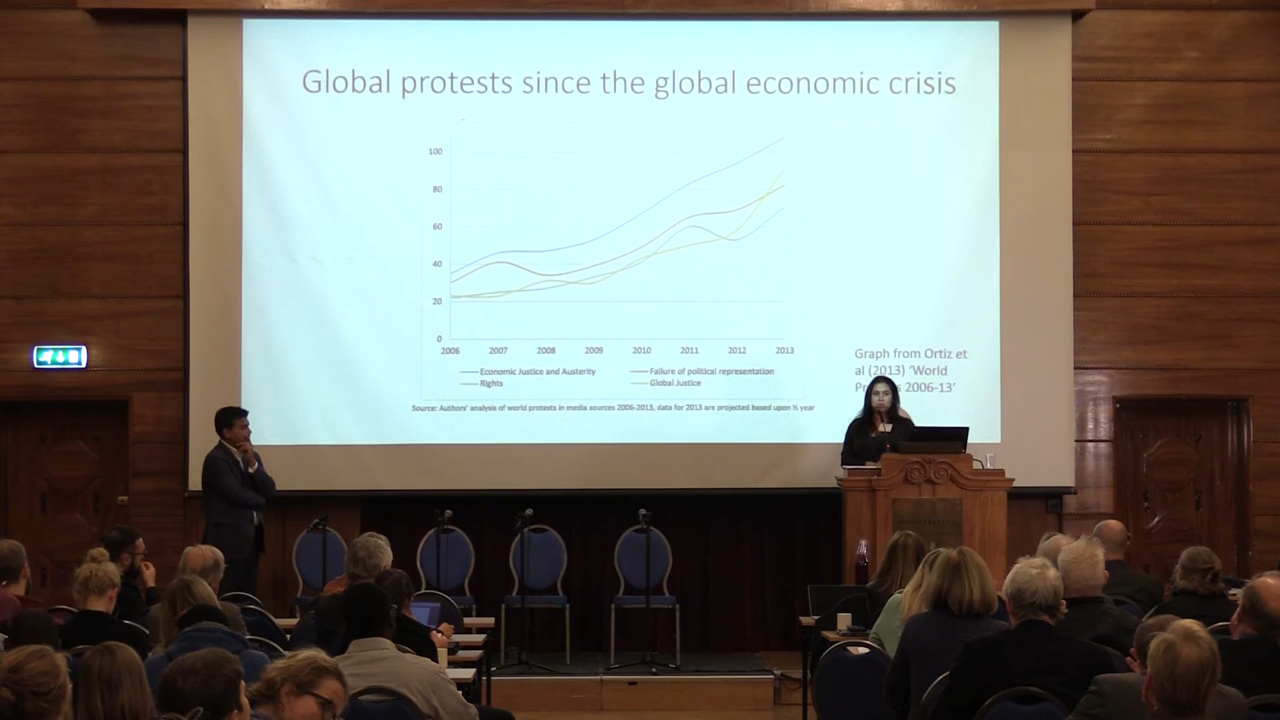 Global protests since the global economic crisis
100
80
60
40
20
0
2006 2007 2008 2009 2010 2011 2012 2013
Economic Justice and Austerity Failure of political representation
Rights Global Justice
Source: Authors' analysis of world protests in media sources 2006-2013, data for 2013 are projected based upon ½ year
Graph from Ortiz et
al (2013) 'World
2006-13'